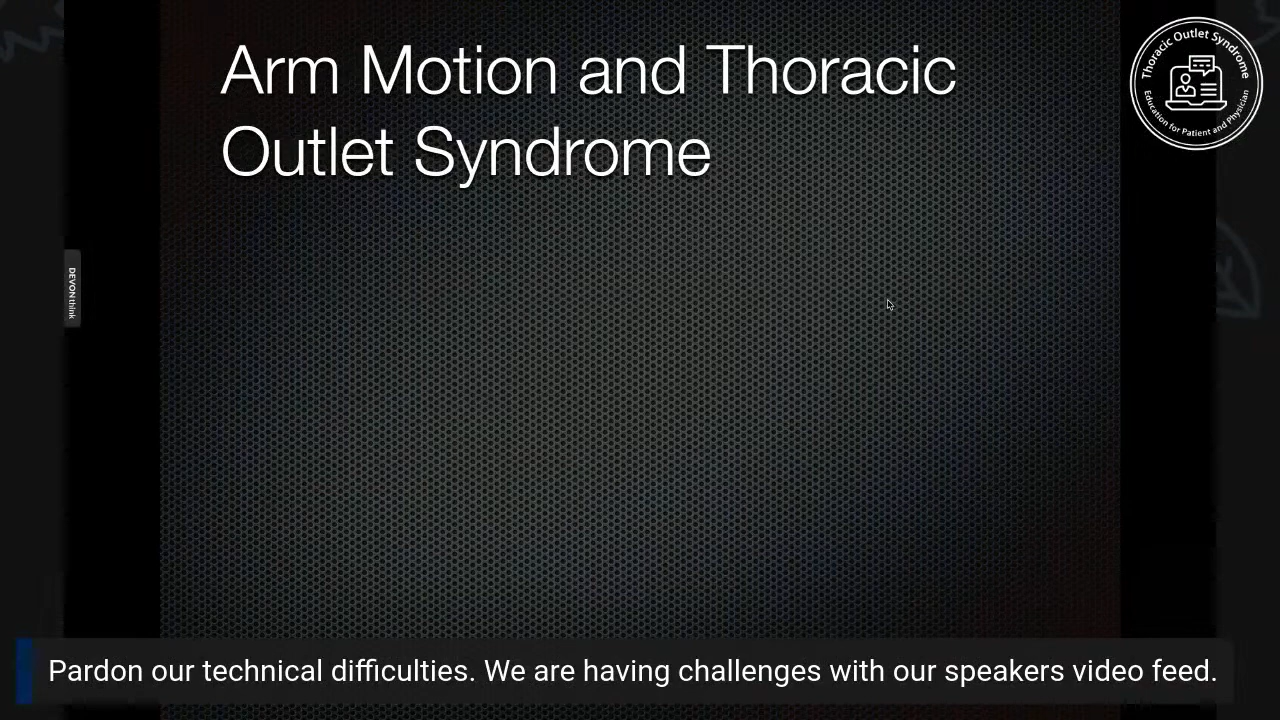 Arm Motion and Thoracic
Outlet Syndrome
Thoracic Outlet Syndrome
Education for Patient and Physician
DEVONthink
Pardon our technical difficulties. We are having challenges with our speakers video feed.